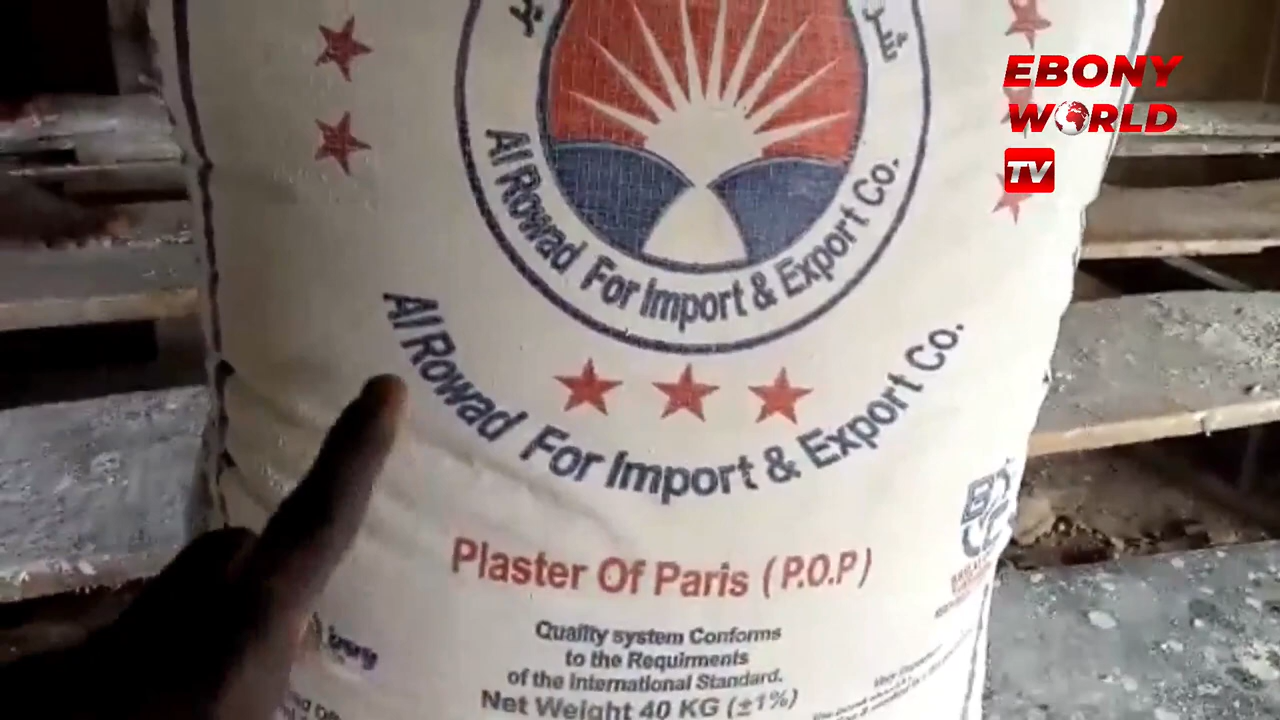 EBONY
WORLD
TV
Al Rowad For Import & Export Co.
Al Rowad For Import & Export Co.
Plaster Of Paris (P.O.P)
Quality system Conforms
to the Requirments
of the International Standard.
Net Weight 40 KG (±1%)